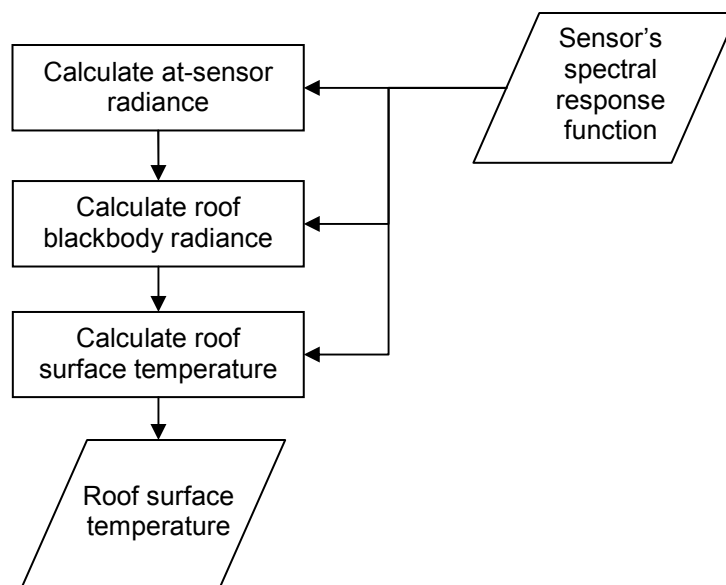 Calculate at-sensor
radiance
Sensor’s
spectral
response
function
Calculate roof
blackbody radiance
Calculate roof
surface temperature
Roof surface
temperature